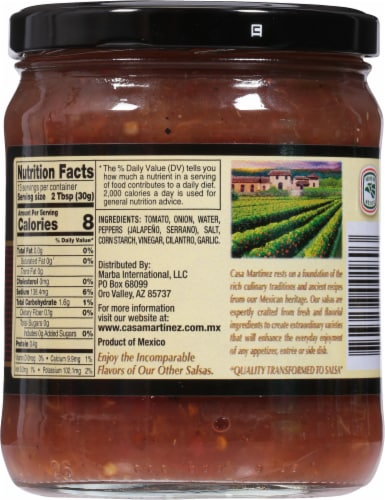 Nutrition Facts
15 servings per container
Serving size 2 Tbsp (30g)
Amount Per Serving
Calories 8
% Daily Value*
Total Fat 0.0g 0%
Saturated Fat 0g 0%
Trans Fat 0g
Cholesterol 0mg 0%
Sodium 136.4mg 6%
Total Carbohydrate 1.6g 1%
Dietary Fiber 0.1g 0%
Total Sugars 0g
Includes 0g Added Sugars 0%
Protein 0.4g
0% • Calcium 9.9mg 1%
• Potassium 102.1mg 2%
* The % Daily Value (DV) tells you
how much a nutrient in a serving
of food contributes to a daily diet.
2,000 calories a day is used for
general nutrition advice.
INGREDIENTS: TOMATO, ONION, WATER,
PEPPERS (JALAPEÑO, SERRANO), SALT,
CORN STARCH, VINEGAR, CILANTRO, GARLIC.
Distributed By:
Marba International, LLC
PO Box 68099
Oro Valley, AZ 85737
For more information
visit our website at:
www.casamartinez.com.mx
Product of Mexico
Enjoy the Incomparable
Flavors of Our Other Salsas.
Casa Martinez rests on a foundation of the
rich culinary traditions and ancient recipes
from our Mexican heritage. Our salsas are
expertly crafted from fresh and flavorful
ingredients to create extraordinary varieties
that will enhance the everyday enjoyment
of any appetizer, entrée or side dish.
"QUALITY TRANSFORMED TO SALSA"